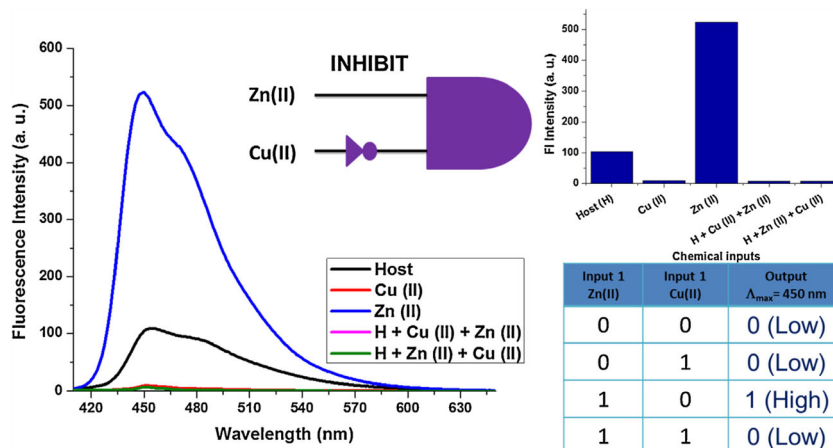 600
500
400
300
200
100
0
Fluorescence Intensity (a. u.)
420 450 480 510 540 570 600 630
Wavelength (nm)
INHIBIT
Zn(II)
Cu(II)
Host
Cu (II)
Zn (II)
H + Cu (II) + Zn (II)
H + Zn (II) + Cu (II)
500
400
300
200
100
0
FI Intensity (a. u.)
Host (H)
Cu (II)
Zn (II)
H + Cu (II) + Zn (II)
H + Zn (II) + Cu (II)
Chemical inputs
Input 1 Input 1 Output
Zn(II) Cu(II) Λmax= 450 nm
0 0 0 (Low)
0 1 0 (Low)
1 0 1 (High)
1 1 0 (Low)